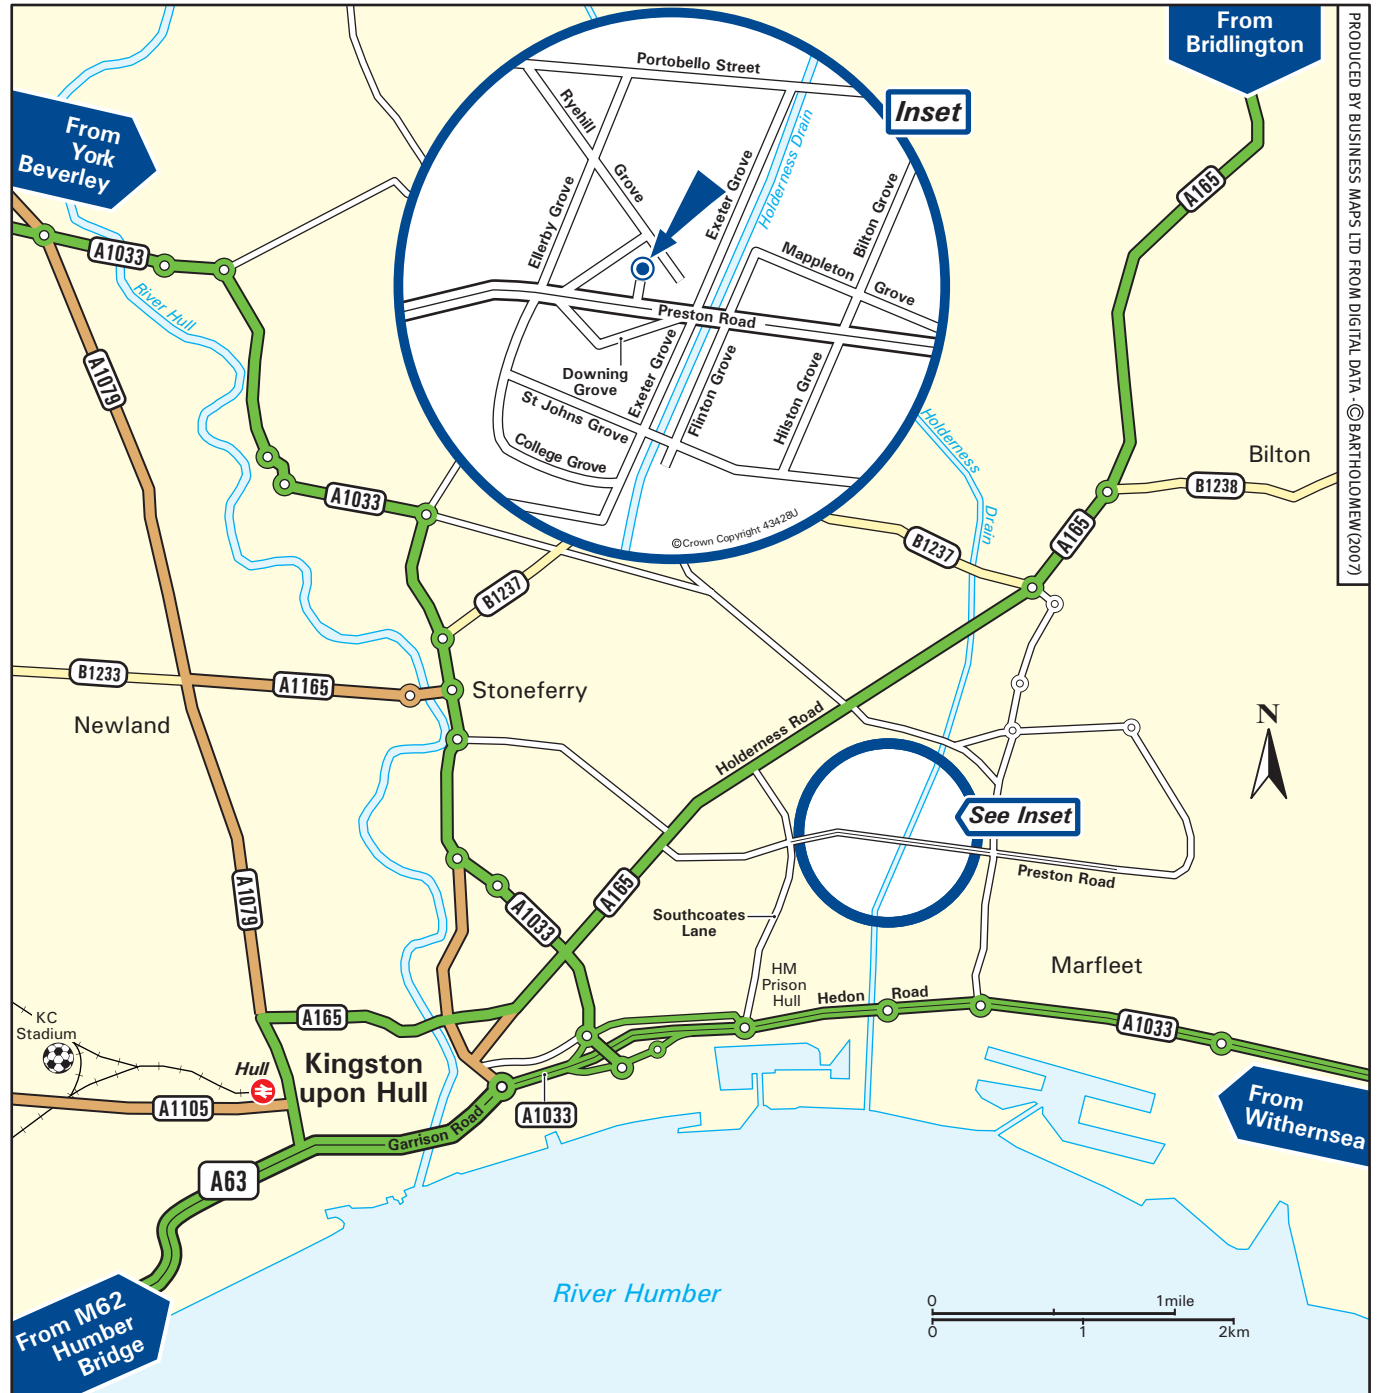 From
Bridlington
PRODUCED BY BUSINESS MAPS LTD FROM DIGITAL DATA - ©BARTHOLOMEW(2007)
Inset
Portobello Street
Ryehill
Grove
Ellerby Grove
Exeter Grove
Holderness Drain
Bilton Grove
Mappleton
Grove
Preston Road
Downing
Grove
Exeter Grove
Flinton Grove
Hilston Grove
St Johns Grove
College Grove
©Crown Copyright 43428U
From
York
Beverley
A1033
River Hull
A1079
A165
Holderness
Drain
Bilton
B1238
A1033
A165
B1237
B1237
B1233
A1165
Stoneferry
Newland
N
Holderness Road
See Inset
Preston Road
A1079
A165
A1033
Southcoates
Lane
HM
Prison
Hull
Marfleet
Hedon Road
A1033
KC
Stadium
A165
Hull
Kingston
upon Hull
A1105
A1033
Garrison Road
From
Withernsea
A63
From M62
Humber
Bridge
River Humber
0 1mile
0 1 2km